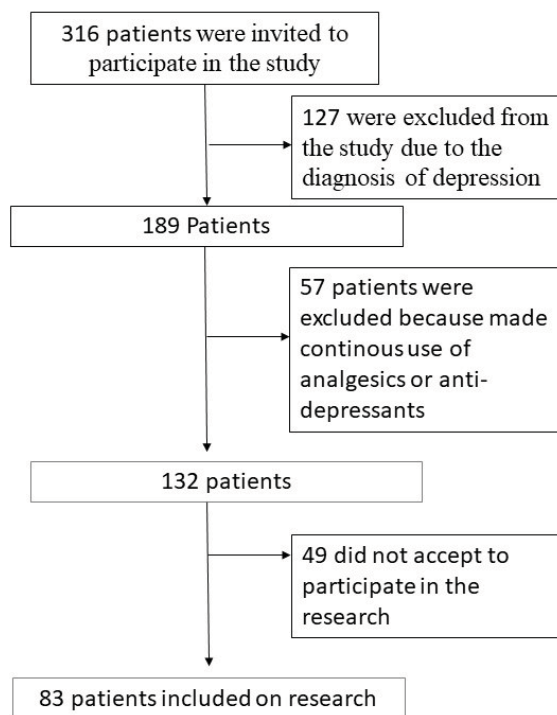 316 patients were invited to
participate in the study
127 were excluded from
the study due to the
diagnosis of depression
189 Patients
57 patients were
excluded because made
continous use of
analgesics or anti-
depressants
132 patients
49 did not accept to
participate in the
research
83 patients included on research